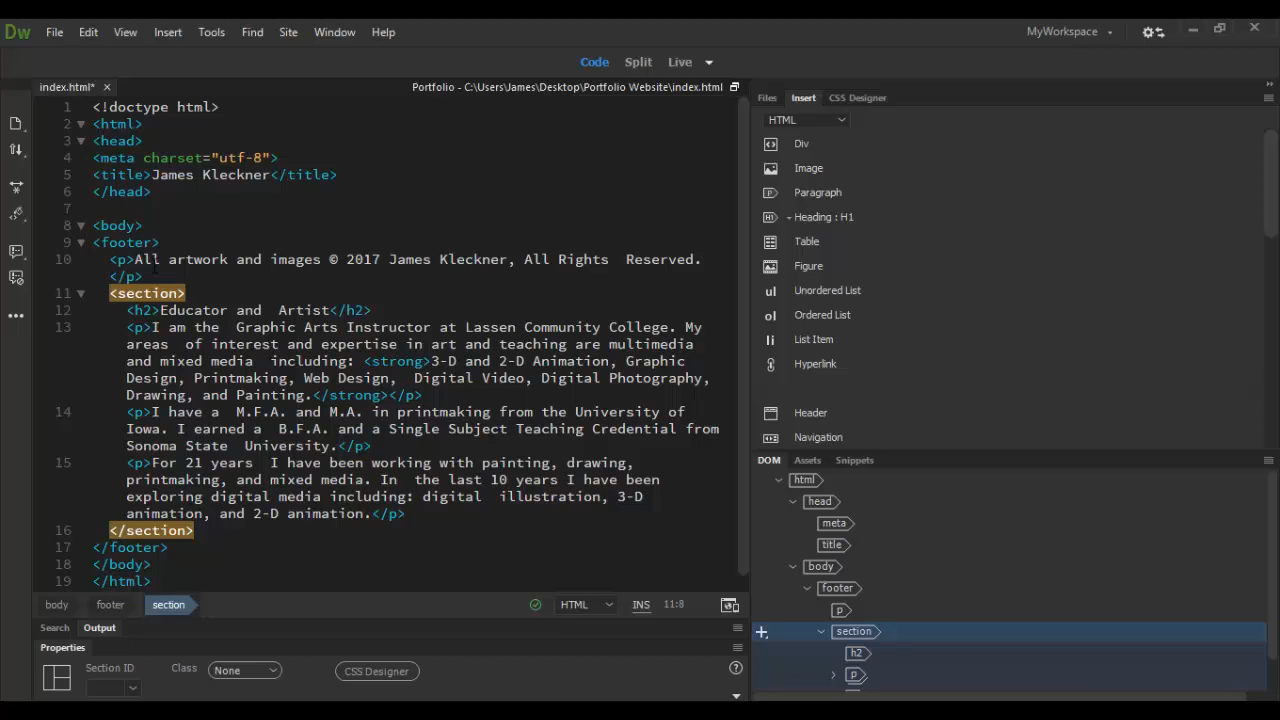 Dw File Edit View Insert Tools Find Site Window Help MyWorkspace
Code Split Live
index.html* Portfolio - C:\Users\James\Desktop\Portfolio Website\index.html
1 <!doctype html>
2 <html>
3 <head>
4 <meta charset="utf-8">
5 <title>James Kleckner</title>
6 </head>
7
8 <body>
9 <footer>
10 <p>All artwork and images © 2017 James Kleckner, All Rights Reserved.
</p>
11 <section>
12 <h2>Educator and Artist</h2>
13 <p>I am the Graphic Arts Instructor at Lassen Community College. My
areas of interest and expertise in art and teaching are multimedia
and mixed media including: <strong>3-D and 2-D Animation, Graphic
Design, Printmaking, Web Design, Digital Video, Digital Photography,
Drawing, and Painting.</strong></p>
14 <p>I have a M.F.A. and M.A. in printmaking from the University of
Iowa. I earned a B.F.A. and a Single Subject Teaching Credential from
Sonoma State University.</p>
15 <p>For 21 years I have been working with painting, drawing,
printmaking, and mixed media. In the last 10 years I have been
exploring digital media including: digital illustration, 3-D
animation, and 2-D animation.</p>
16 </section>
17 </footer>
18 </body>
19 </html>
body footer section HTML INS 11:8
Search Output
Properties
Section ID Class None CSS Designer
Files Insert CSS Designer
HTML
Div
Image
Paragraph
H1 Heading : H1
Table
Figure
ul Unordered List
ol Ordered List
li List Item
Hyperlink
Header
Navigation
DOM Assets Snippets
html
head
meta
title
body
footer
p
section
h2
p